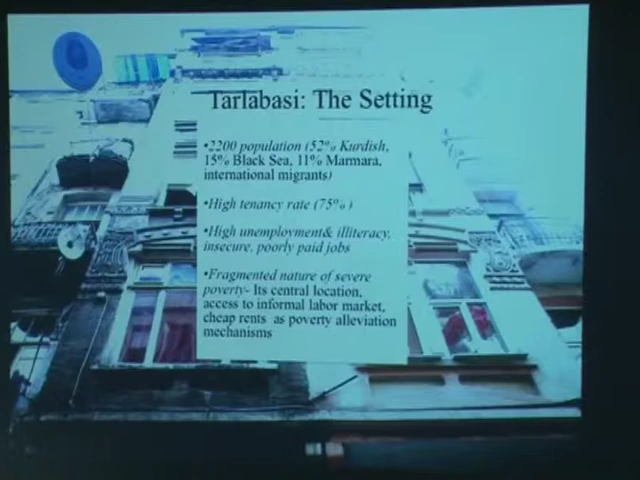 Tarlabasi: The Setting
•2200 population (52% Kurdish,
15% Black Sea, 11% Marmara,
international migrants)
•High tenancy rate (75%)
•High unemployment& illiteracy,
insecure, poorly paid jobs
•Fragmented nature of severe
poverty- Its central location,
access to informal labor market,
cheap rents as poverty alleviation
mechanisms